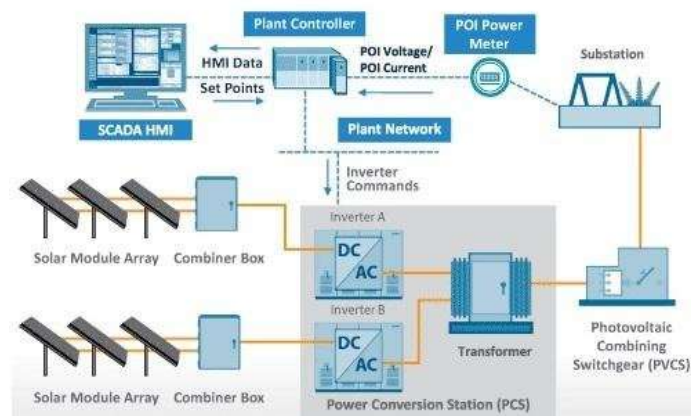 Plant Controller
POI Power
Meter
Substation
HMI Data
POI Voltage/
POI Current
Set Points
SCADA HMI
Plant Network
Inverter
Commands
Inverter A
DC
AC
Solar Module Array
Combiner Box
Inverter B
DC
AC
Transformer
Photovoltaic
Combining
Switchgear (PVCS)
Solar Module Array
Combiner Box
Power Conversion Station (PCS)